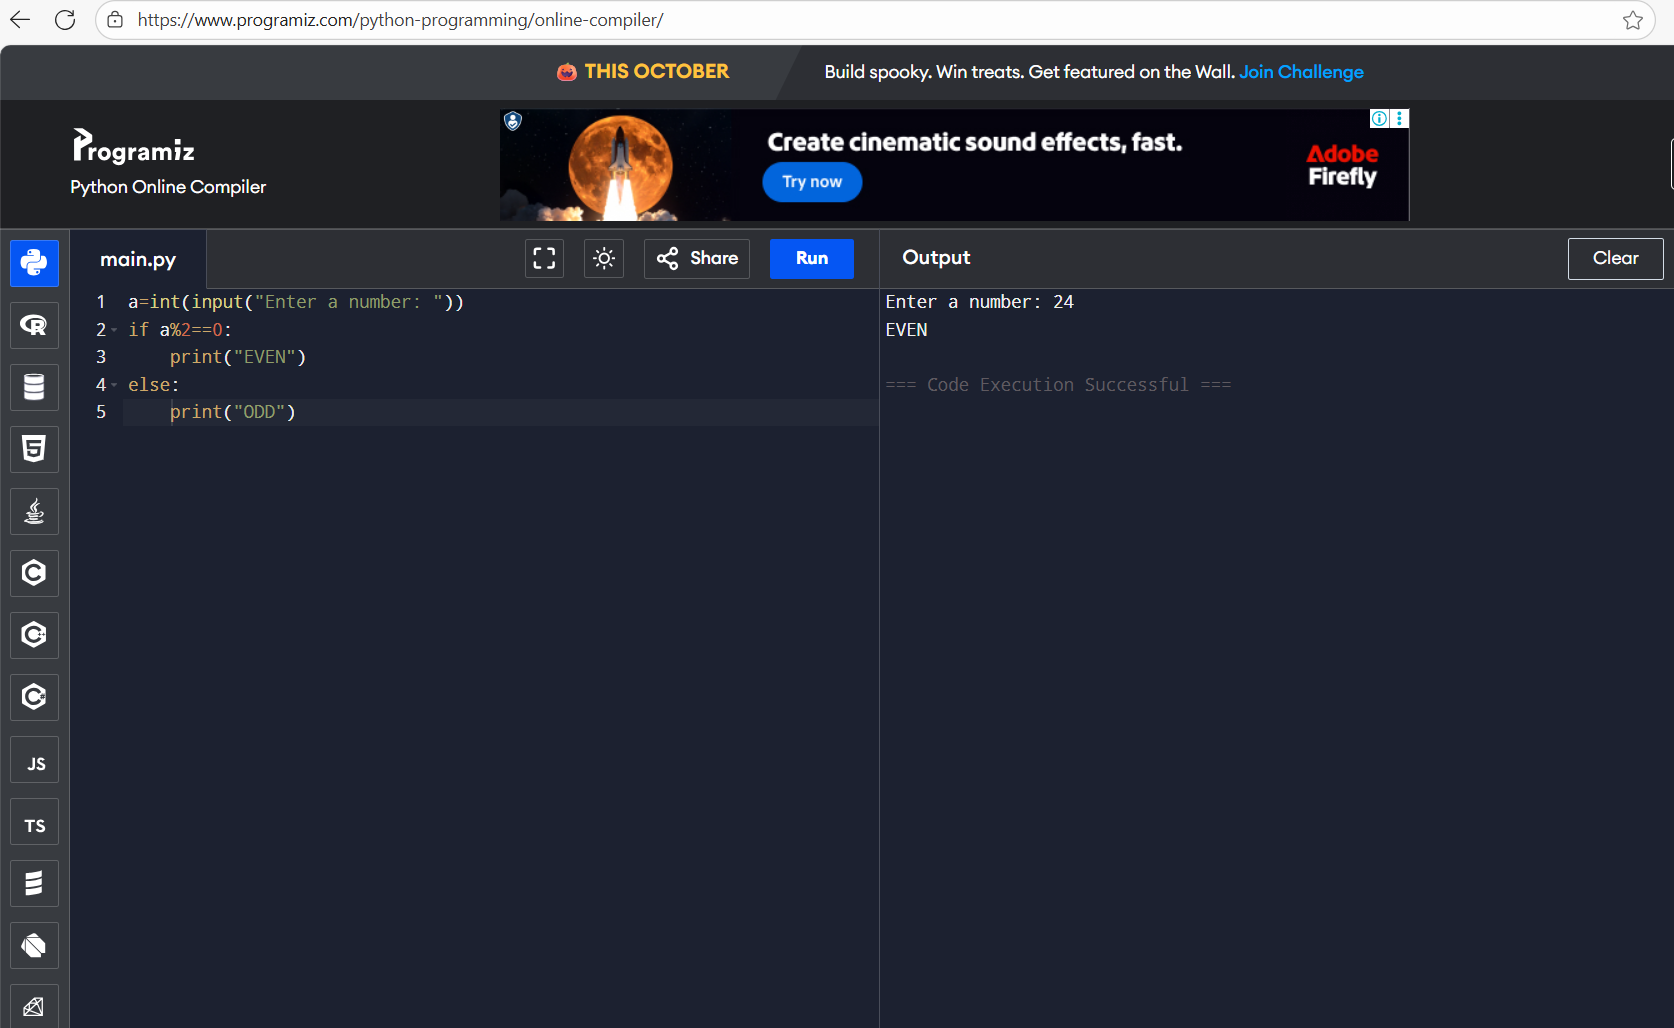 https://www.programiz.com/python-programming/online-compiler/
THIS OCTOBER
Build spooky. Win treats. Get featured on the Wall. Join Challenge
Programiz
Python Online Compiler
Create cinematic sound effects, fast.
Try now
Adobe
Firefly
main.py
Share
Run
Output
Clear
1 a=int(input("Enter a number: "))
2 if a%2==0:
3     print("EVEN")
4 else:
5     print("ODD")
Enter a number: 24
EVEN
=== Code Execution Successful ===
R
5
C
C++
C#
JS
TS